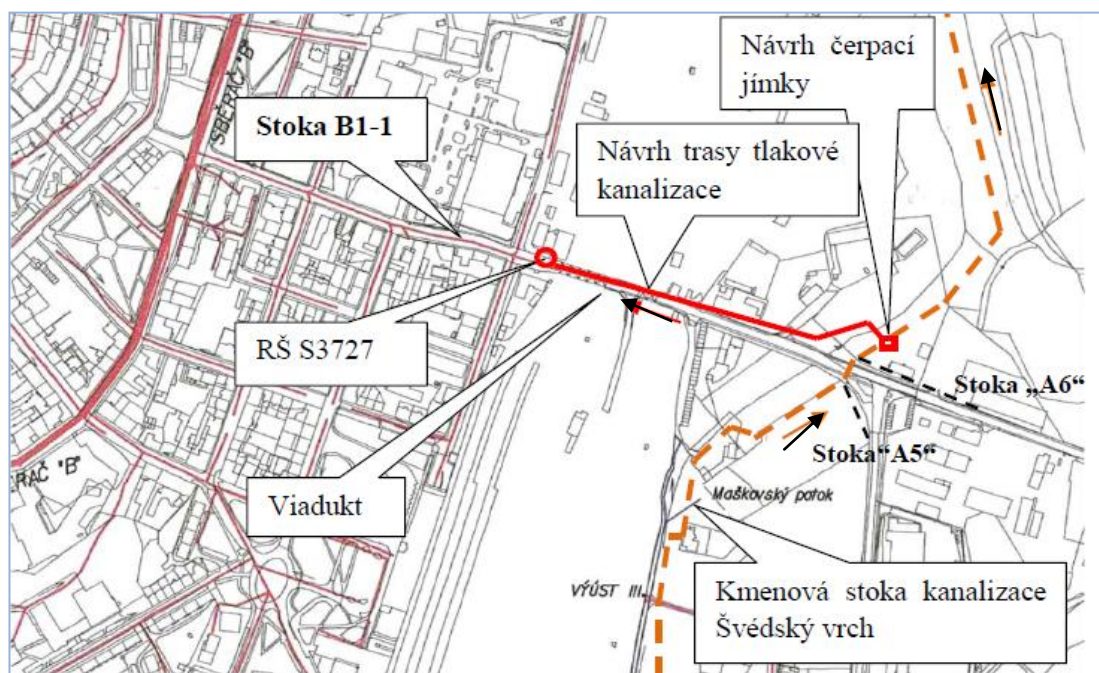 Návrh čerpací
jímky
SBĚRAČ "B"
Stoka B1-1
Návrh trasy tlakové
kanalizace
RŠ S3727
Stoka „A6“
Stoka“A5“
Viadukt
Maškovský potok
VÝÚST III.
Kmenová stoka kanalizace
Švédský vrch
ERAČ "B"